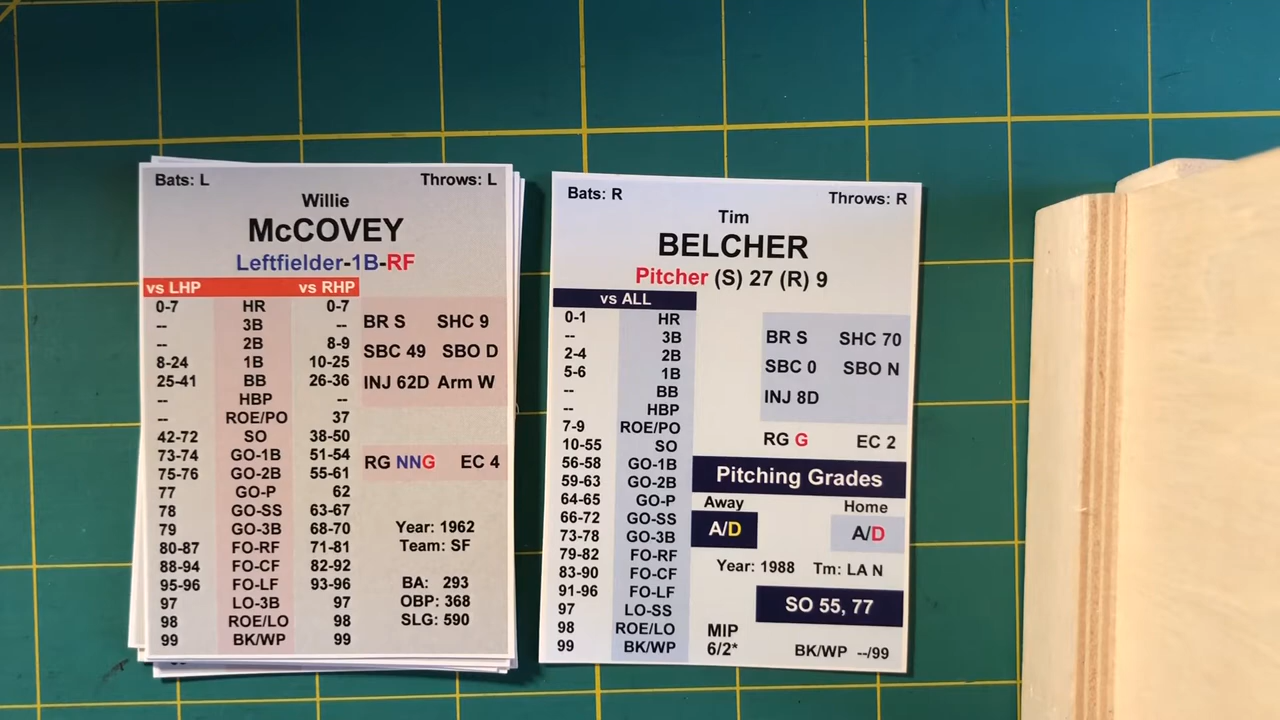 Bats: L Throws: L
Willie
McCOVEY
Leftfielder-1B-RF
vs LHP vs RHP
0-7 HR 0-7
-- 3B --
-- 2B 8-9
8-24 1B 10-25
25-41 BB 26-36
-- HBP --
-- ROE/PO 37
42-72 SO 38-50
73-74 GO-1B 51-54
75-76 GO-2B 55-61
77 GO-P 62
78 GO-SS 63-67
79 GO-3B 68-70
80-87 FO-RF 71-81
88-94 FO-CF 82-92
95-96 FO-LF 93-96
97 LO-3B 97
98 ROE/LO 98
99 BK/WP 99
BR S SHC 9
SBC 49 SBO D
INJ 62D Arm W
RG NNG EC 4
Year: 1962
Team: SF
BA: 293
OBP: 368
SLG: 590
Bats: R Throws: R
Tim
BELCHER
Pitcher (S) 27 (R) 9
vs ALL
0-1 HR
-- 3B
2-4 2B
5-6 1B
-- BB
-- HBP
7-9 ROE/PO
10-55 SO
56-58 GO-1B
59-63 GO-2B
64-65 GO-P
66-72 GO-SS
73-78 GO-3B
79-82 FO-RF
83-90 FO-CF
91-96 FO-LF
97 LO-SS
98 ROE/LO
99 BK/WP
BR S SHC 70
SBC 0 SBO N
INJ 8D
RG G EC 2
Pitching Grades
Away Home
A/D A/D
Year: 1988 Tm: LA N
SO 55, 77
MIP
6/2* BK/WP --/99